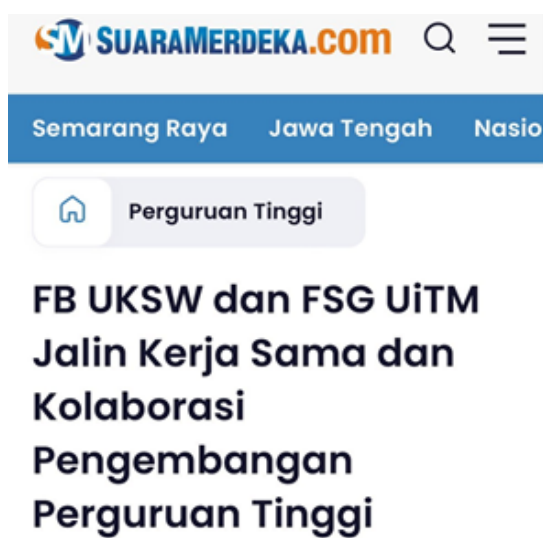 SM SUARAMERDEKA.COM
Semarang Raya Jawa Tengah Nasio
Perguruan Tinggi
FB UKSW dan FSG UiTM
Jalin Kerja Sama dan
Kolaborasi
Pengembangan
Perguruan Tinggi